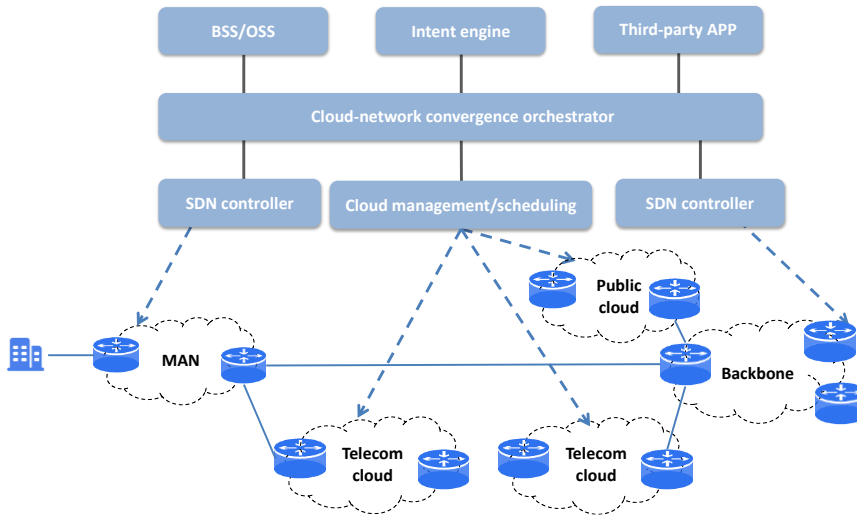 BSS/OSS
Intent engine
Third-party APP
Cloud-network convergence orchestrator
SDN controller
Cloud management/scheduling
SDN controller
Public
cloud
MAN
Backbone
Telecom
cloud
Telecom
cloud